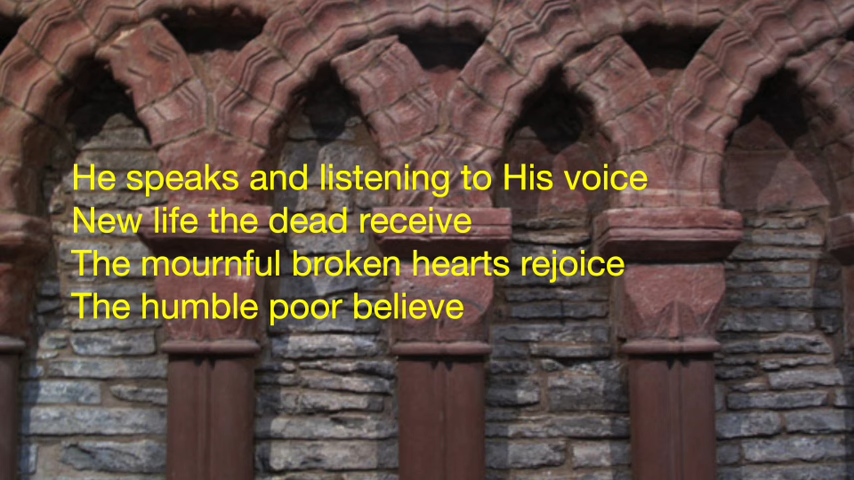 He speaks and listening to His voice
New life the dead receive
The mournful broken hearts rejoice
The humble poor believe